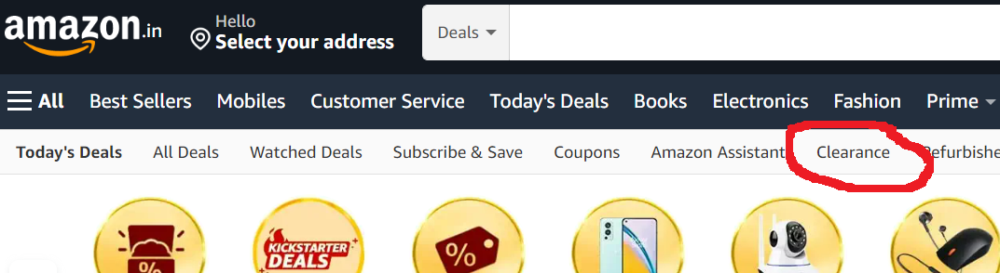 amazon.in
Hello
Select your address
Deals
All Best Sellers Mobiles Customer Service Today's Deals Books Electronics Fashion Prime
Today's Deals All Deals Watched Deals Subscribe & Save Coupons Amazon Assistant Clearance efurbishe
%
KICKSTARTER
DEALS
%